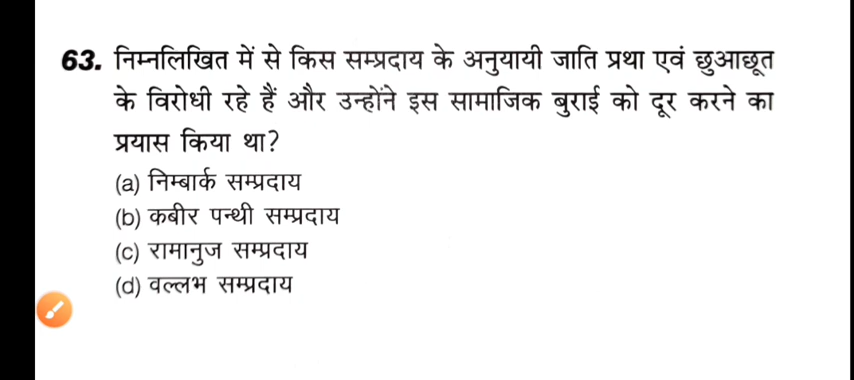 63. निम्नलिखित में से किस सम्प्रदाय के अनुयायी जाति प्रथा एवं छुआछूत
के विरोधी रहे हैं और उन्होंने इस सामाजिक बुराई को दूर करने का
प्रयास किया था?
(a) निम्बार्क सम्प्रदाय
(b) कबीर पन्थी सम्प्रदाय
(c) रामानुज सम्प्रदाय
(d) वल्लभ सम्प्रदाय